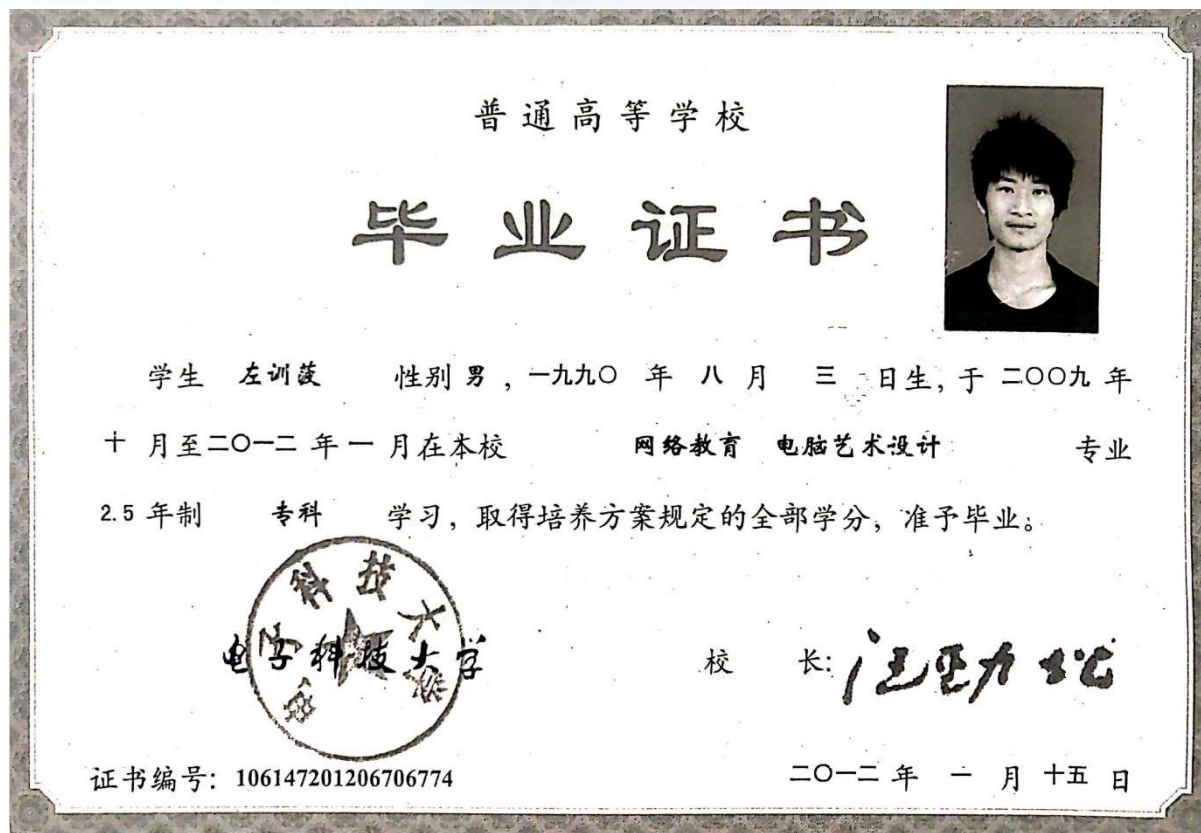 普通高等学校
毕业证书
学生 左训菠 性别 男，一九九〇 年 八 月 三 日生，于 二〇〇九 年
十 月至二〇一二 年 一 月在本校 网络教育 电脑艺术设计 专业
2.5 年制 专科 学习，取得培养方案规定的全部学分，准予毕业。
电子科技大学
校 长: 汪劲松
证书编号: 106147201206706774
二〇一二 年 一 月 十五 日